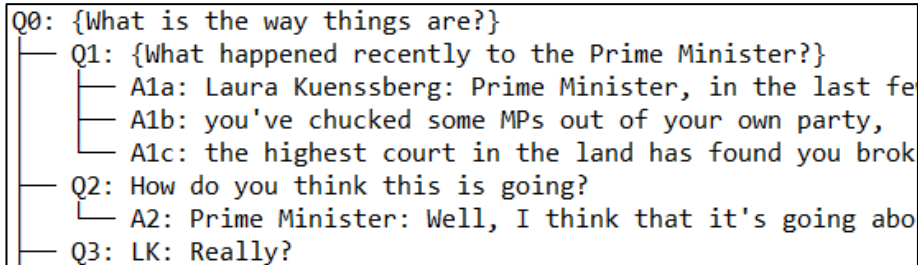 Q0: {What is the way things are?}
Q1: {What happened recently to the Prime Minister?}
A1a: Laura Kuenssberg: Prime Minister, in the last
A1b: you've chucked some MPs out of your own party,
A1c: the highest court in the land has found you
Q2: How do you think this is going?
A2: Prime Minister: Well, I think that it's going
Q3: LK: Really?